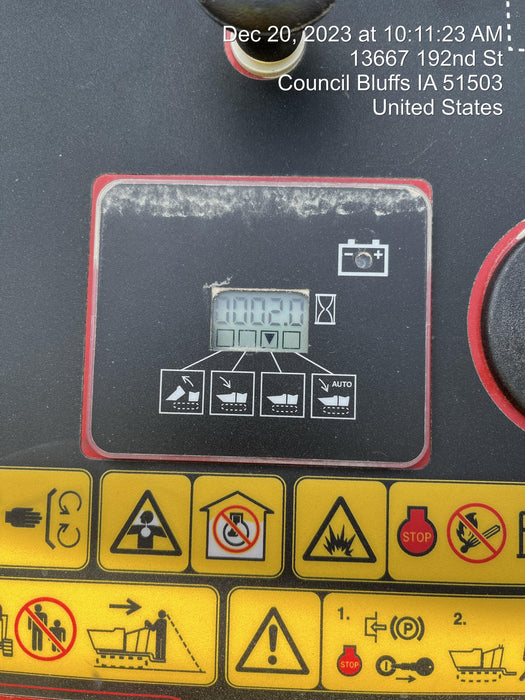 Dec 20, 2023 at 10:11:23 AM
13667 192nd St
Council Bluffs IA 51503
United States
- +
1002.0
AUTO
STOP
1.
(P)
2.
STOP